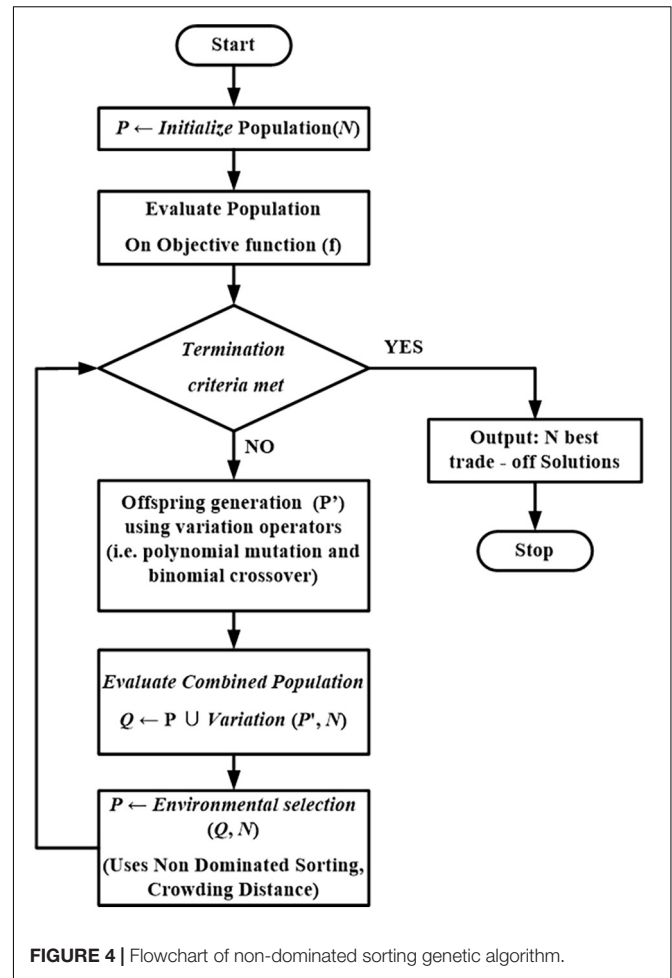 Start
P ← Initialize Population(N)
Evaluate Population
On Objective function (f)
Termination
criteria met
YES
NO
Output: N best
trade - off Solutions
Stop
Offspring generation (P')
using variation operators
(i.e. polynomial mutation and
binomial crossover)
Evaluate Combined Population
Q ← P ∪ Variation (P', N)
P ← Environmental selection
(Q, N)
(Uses Non Dominated Sorting,
Crowding Distance)
FIGURE 4 | Flowchart of non-dominated sorting genetic algorithm.